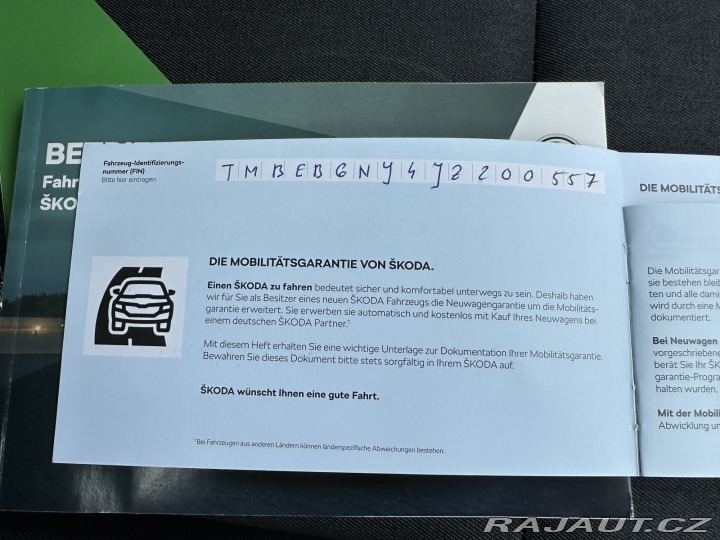 BE
Fahr
ŠKO
Fahrzeug-Identifizierungs-
nummer (FIN)
Bitte hier eintragen
TMBEBGNJ4JZ200557
DIE MOBILITÄTSGARANTIE VON ŠKODA.
Einen ŠKODA zu fahren bedeutet sicher und komfortabel unterwegs zu sein. Deshalb haben
wir für Sie als Besitzer eines neuen ŠKODA Fahrzeugs die Neuwagengarantie um die Mobilitäts-
garantie erweitert. Sie erwerben sie automatisch und kostenlos mit Kauf Ihres Neuwagens bei
einem deutschen ŠKODA Partner.¹
Mit diesem Heft erhalten Sie eine wichtige Unterlage zur Dokumentation Ihrer Mobilitätsgarantie.
Bewahren Sie dieses Dokument bitte stets sorgfältig in Ihrem ŠKODA auf.
ŠKODA wünscht Ihnen eine gute Fahrt.
¹Bei Fahrzeugen aus anderen Ländern können länderspezifische Abweichungen bestehen.
DIE MOBILITÄTS
Die Mobilitätsgar
sie bestehen bleib
ten und alle dami
wird durch eine M
dokumentiert.
Bei Neuwagen
vorgeschriebene
berät Sie Ihr ŠK
garantie-Progra
halten wurden.
Mit der Mobil
Abwicklung un
RAJAUT.CZ